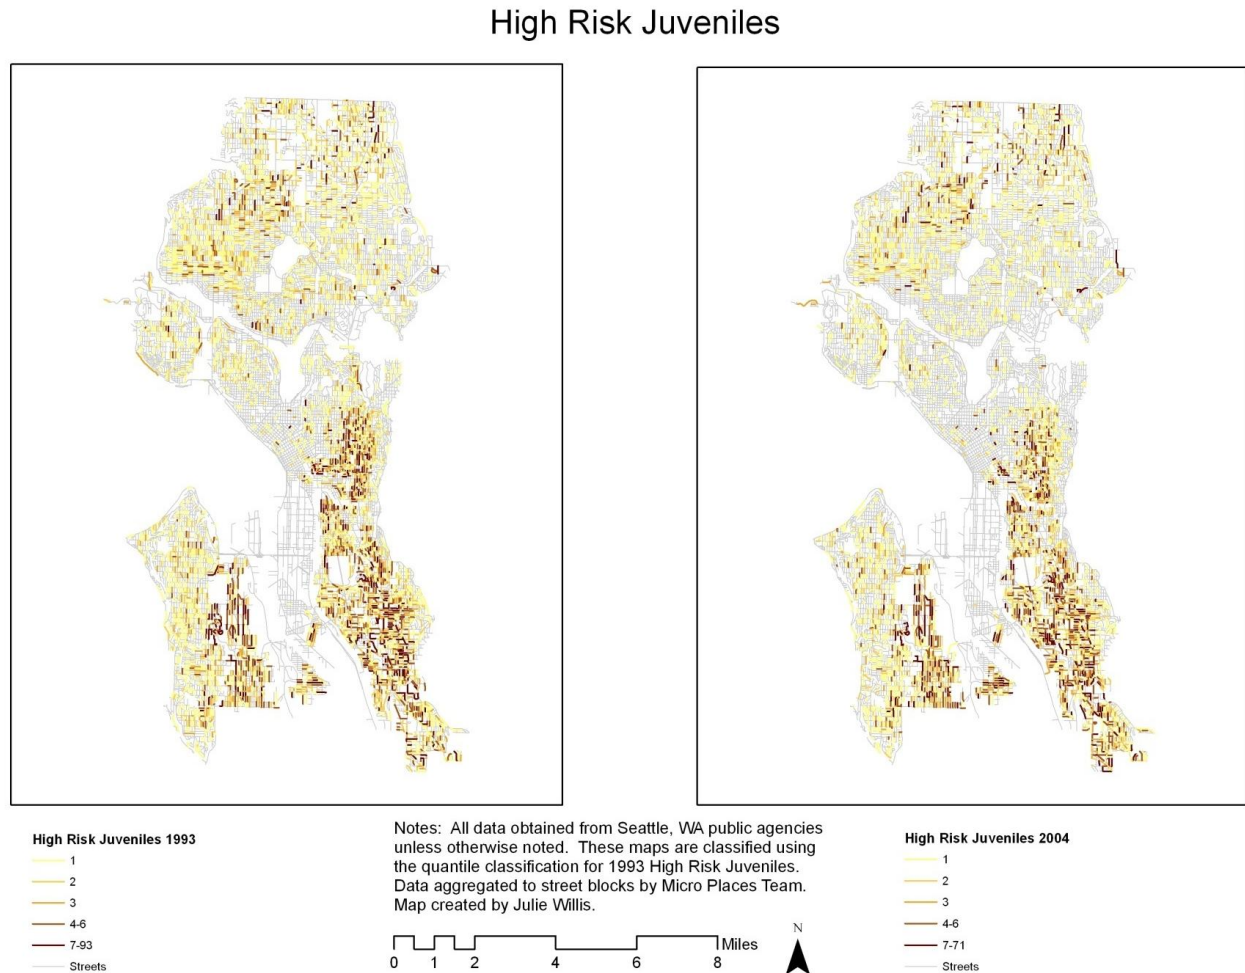 High Risk Juveniles
High Risk Juveniles 1993
1
2
3
4-6
7-93
Streets
Notes:  All data obtained from Seattle, WA public agencies
unless otherwise noted.  These maps are classified using
the quantile classification for 1993 High Risk Juveniles.
Data aggregated to street blocks by Micro Places Team.
Map created by Julie Willis.
Miles
0 1 2 4 6 8
N
High Risk Juveniles 2004
1
2
3
4-6
7-71
Streets